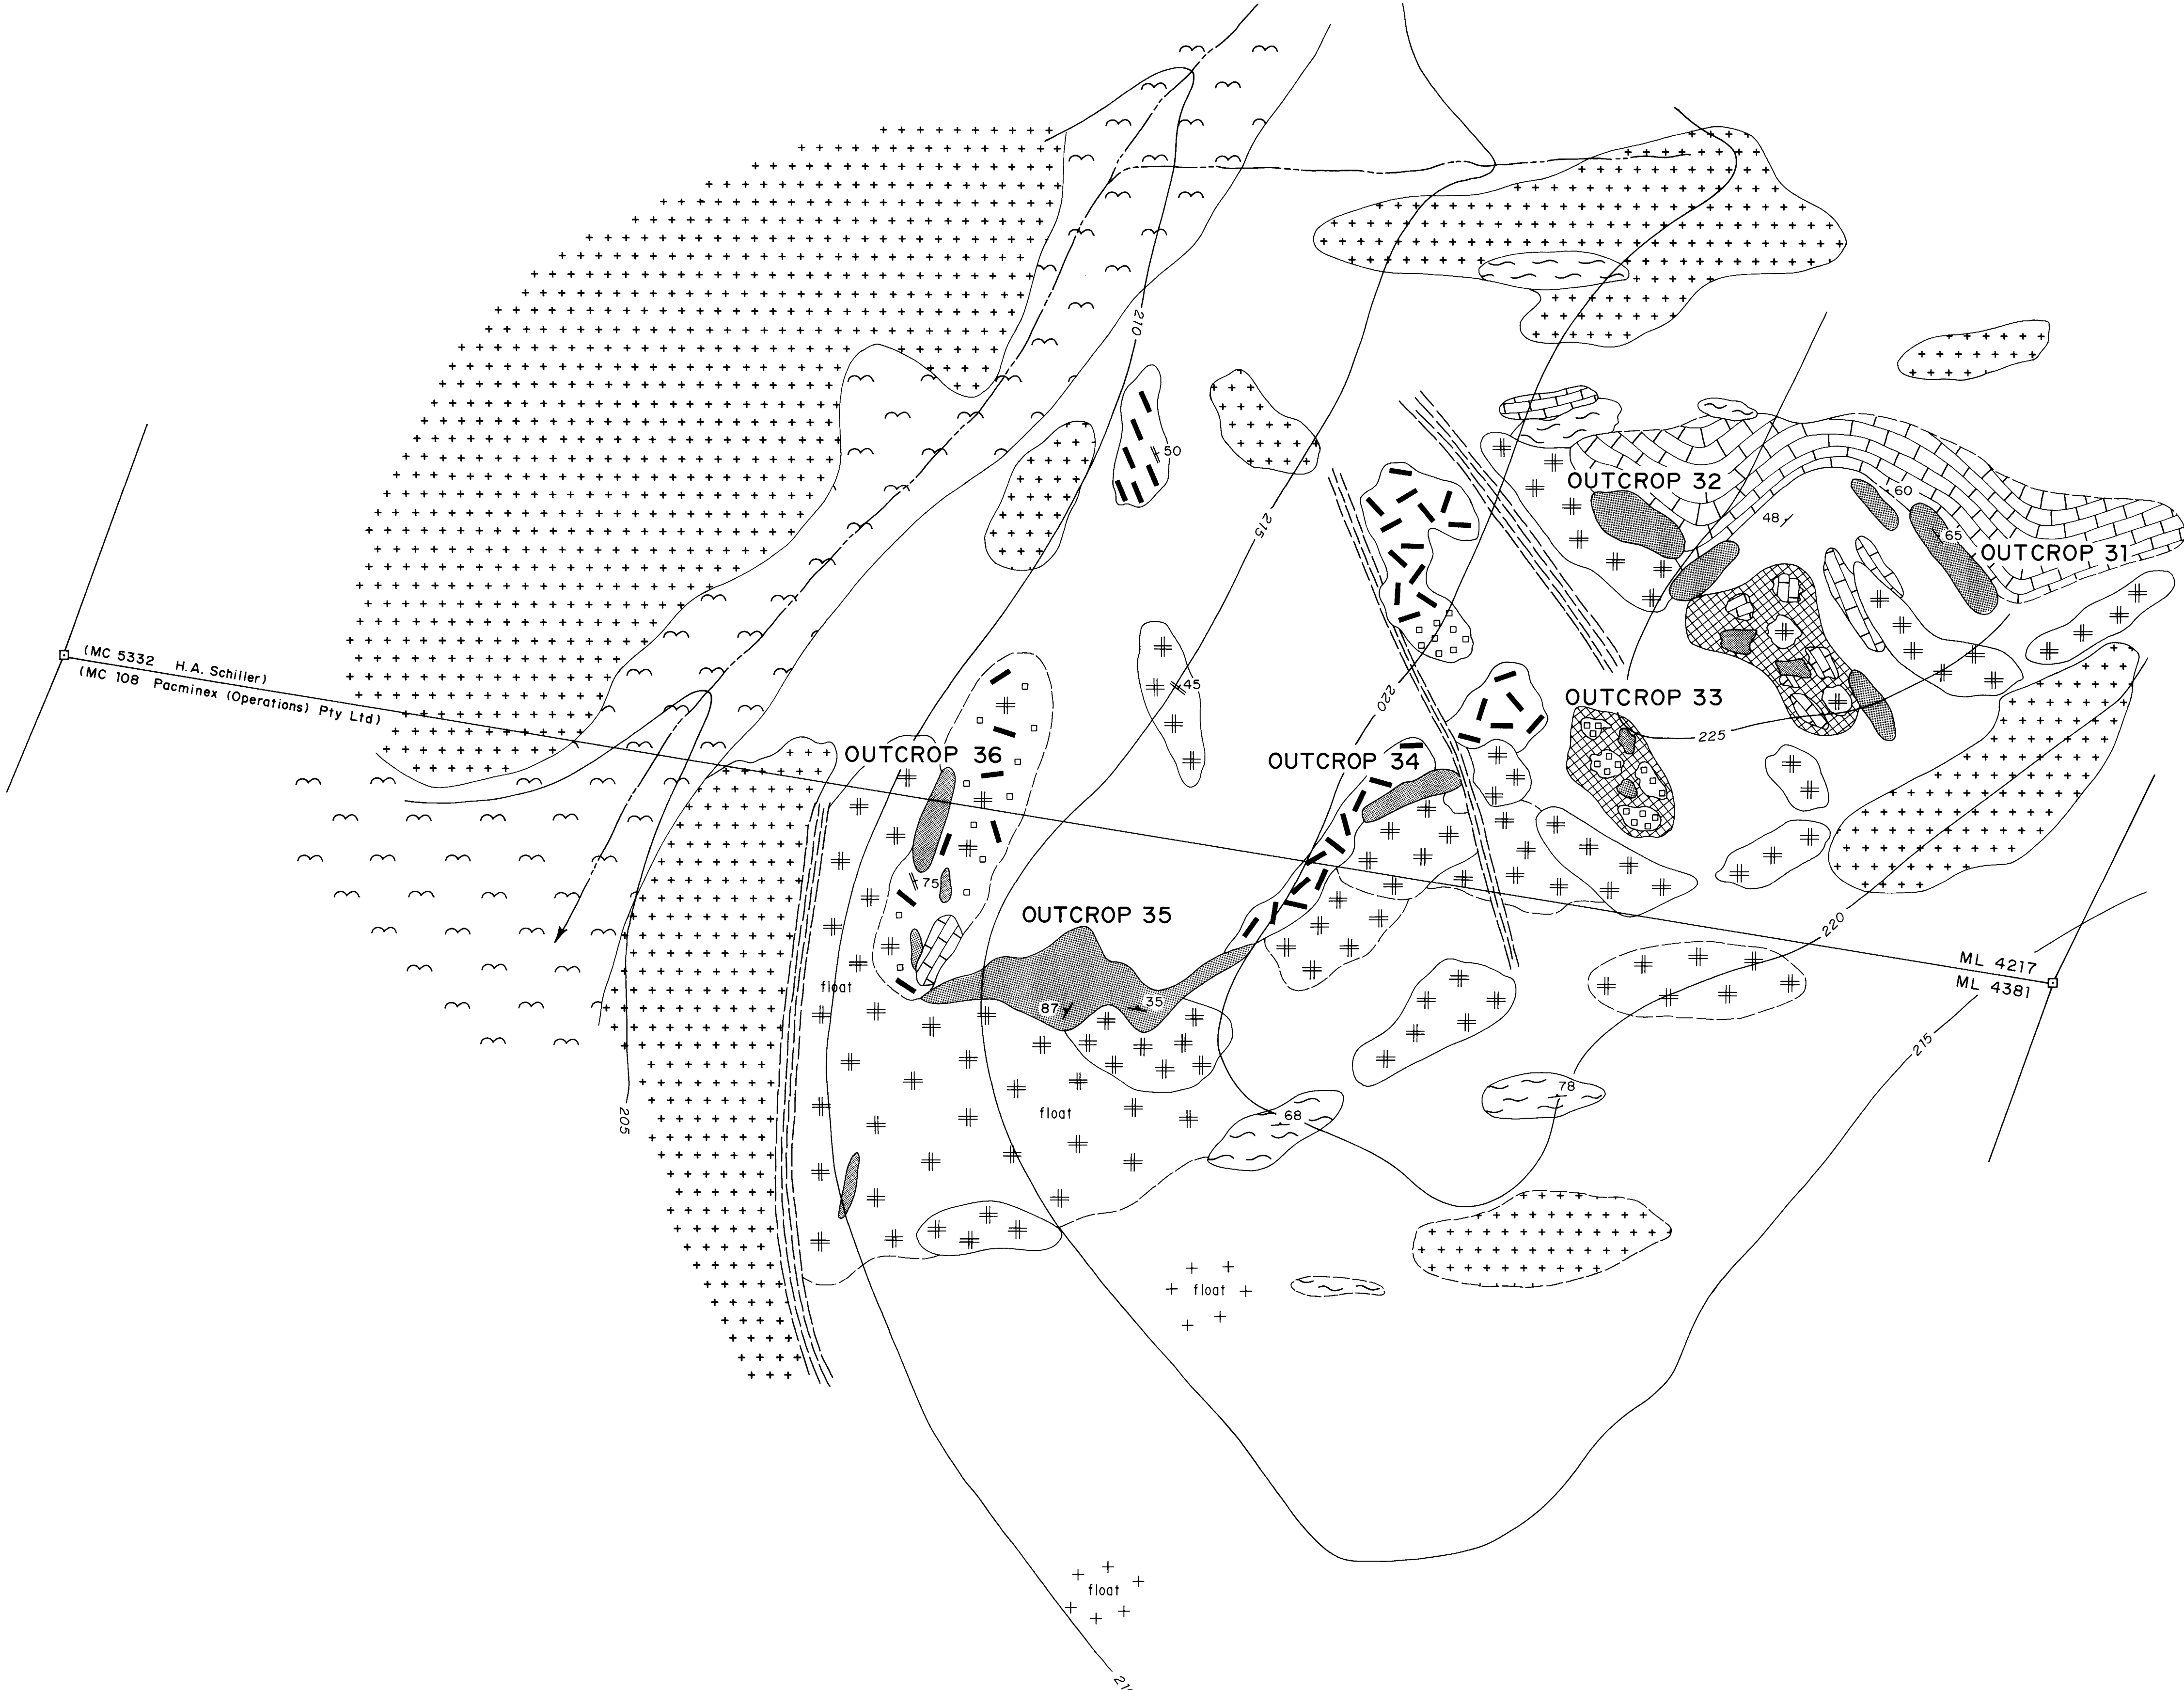 210
50
215
OUTCROP 32
60
48
65
OUTCROP 31
(MC 5332 H.A. Schiller)
(MC 108 Pacminex (Operations) Pty Ltd)
45
220
OUTCROP 33
225
OUTCROP 36
OUTCROP 34
75
OUTCROP 35
220
ML 4217
ML 4381
float
87
35
215
78
205
float
68
float
float